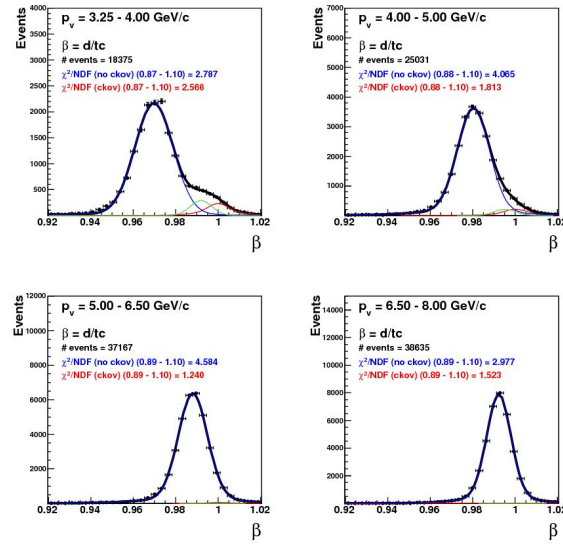 p_v = 3.25 - 4.00 GeV/c
β = d/tc
# events = 18375
χ²/NDF (no ckov) (0.87 - 1.10) = 2.787
χ²/NDF (ckov) (0.87 - 1.10) = 2.566
Events
4000
3500
3000
2500
2000
1500
1000
500
0.92 0.94 0.96 0.98 1 1.02
β
p_v = 4.00 - 5.00 GeV/c
β = d/tc
# events = 25031
χ²/NDF (no ckov) (0.88 - 1.10) = 4.065
χ²/NDF (ckov) (0.88 - 1.10) = 1.813
Events
7000
6000
5000
4000
3000
2000
1000
0.92 0.94 0.96 0.98 1 1.02
β
p_v = 5.00 - 6.50 GeV/c
β = d/tc
# events = 37167
χ²/NDF (no ckov) (0.89 - 1.10) = 4.584
χ²/NDF (ckov) (0.89 - 1.10) = 1.240
Events
12000
10000
8000
6000
4000
2000
0.92 0.94 0.96 0.98 1 1.02
β
p_v = 6.50 - 8.00 GeV/c
β = d/tc
# events = 38635
χ²/NDF (no ckov) (0.89 - 1.10) = 2.977
χ²/NDF (ckov) (0.89 - 1.10) = 1.523
Events
14000
12000
10000
8000
6000
4000
2000
0.92 0.94 0.96 0.98 1 1.02
β